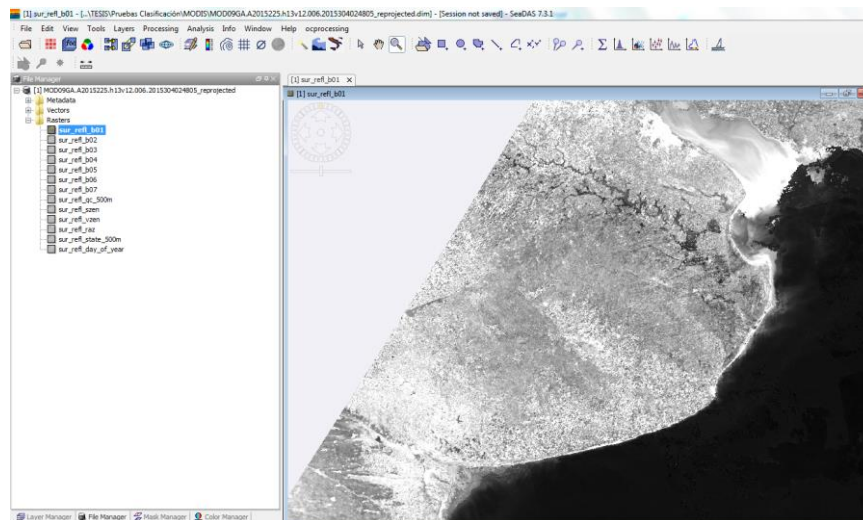 [1] sur_refl_b01 - [...\TESIS\Pruebas Clasificación\MODIS\MOD09GA.A2015225.h13v12.006.2015304024805_reprojected.dim] - [Session not saved] - SeaDAS 7.3.1
File Edit View Tools Layers Processing Analysis Info Window Help ocprocessing
File Manager
[1] MOD09GA.A2015225.h13v12.006.2015304024805_reprojected
Metadata
Vectors
Rasters
sur_refl_b01
sur_refl_b02
sur_refl_b03
sur_refl_b04
sur_refl_b05
sur_refl_b06
sur_refl_b07
sur_refl_qc_500m
sur_refl_szen
sur_refl_vzen
sur_refl_raz
sur_refl_state_500m
sur_refl_day_of_year
[1] sur_refl_b01
[1] sur_refl_b01
Layer Manager File Manager Mask Manager Color Manager